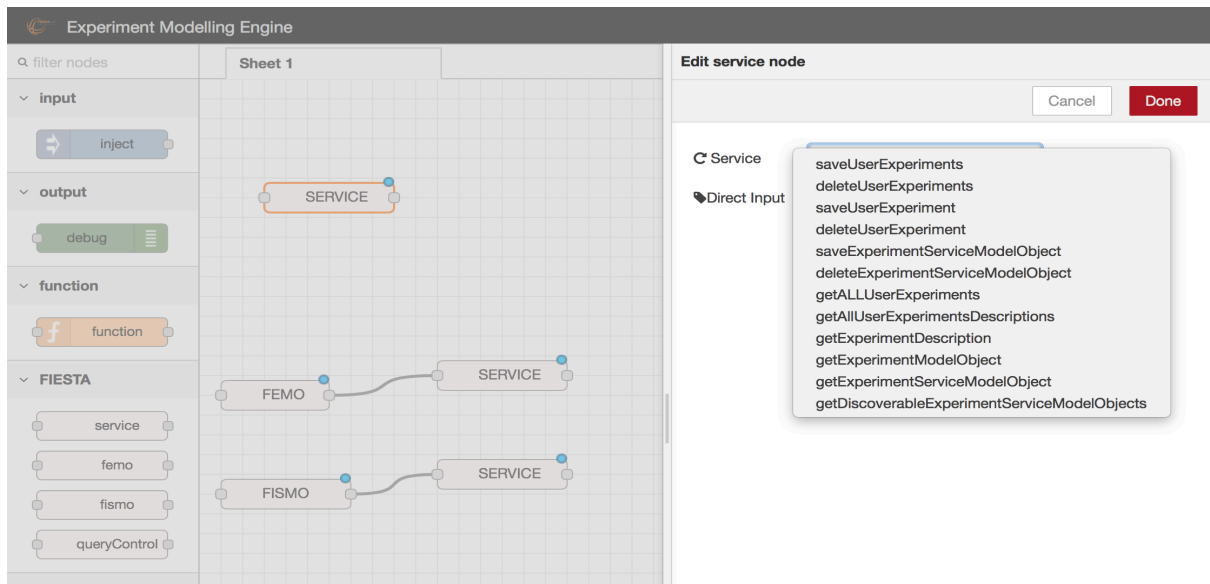 Experiment Modelling Engine
filter nodes
Sheet 1
input
inject
output
debug
function
function
FIESTA
service
femo
fismo
queryControl
SERVICE
FEMO
SERVICE
FISMO
SERVICE
Edit service node
Cancel
Done
Service
Direct Input
saveUserExperiments
deleteUserExperiments
saveUserExperiment
deleteUserExperiment
saveExperimentServiceModelObject
deleteExperimentServiceModelObject
getALLUserExperiments
getAllUserExperimentsDescriptions
getExperimentDescription
getExperimentModelObject
getExperimentServiceModelObject
getDiscoverableExperimentServiceModelObjects